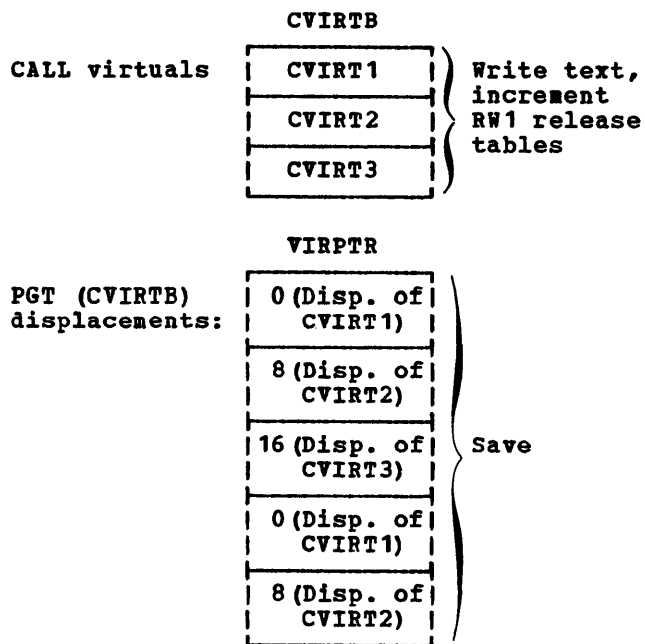 CVIRTB
CALL virtuals
CVIRT1
CVIRT2
CVIRT3
Write text,
increment
RW1 release
tables
VIRPTR
PGT (CVIRTB)
displacements:
0 (Disp. of
CVIRT1)
8 (Disp. of
CVIRT2)
16 (Disp. of
CVIRT3)
0 (Disp. of
CVIRT1)
8 (Disp. of
CVIRT2)
Save